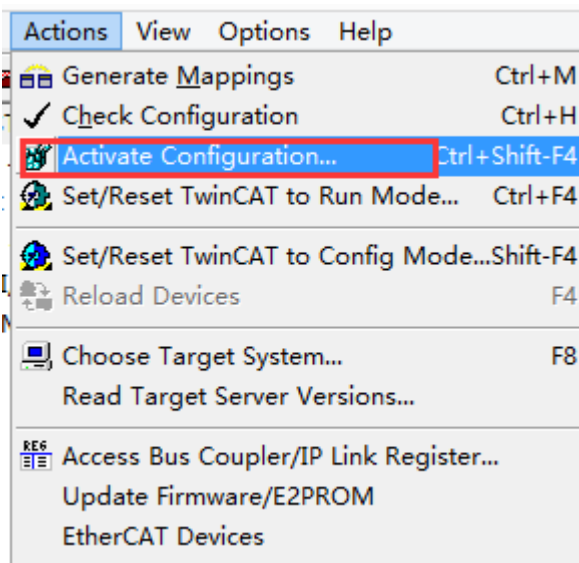 Actions View Options Help
Generate Mappings Ctrl+M
Check Configuration Ctrl+H
Activate Configuration... Ctrl+Shift-F4
Set/Reset TwinCAT to Run Mode... Ctrl+F4
Set/Reset TwinCAT to Config Mode...Shift-F4
Reload Devices F4
Choose Target System... F8
Read Target Server Versions...
REG Access Bus Coupler/IP Link Register...
Update Firmware/E2PROM
EtherCAT Devices